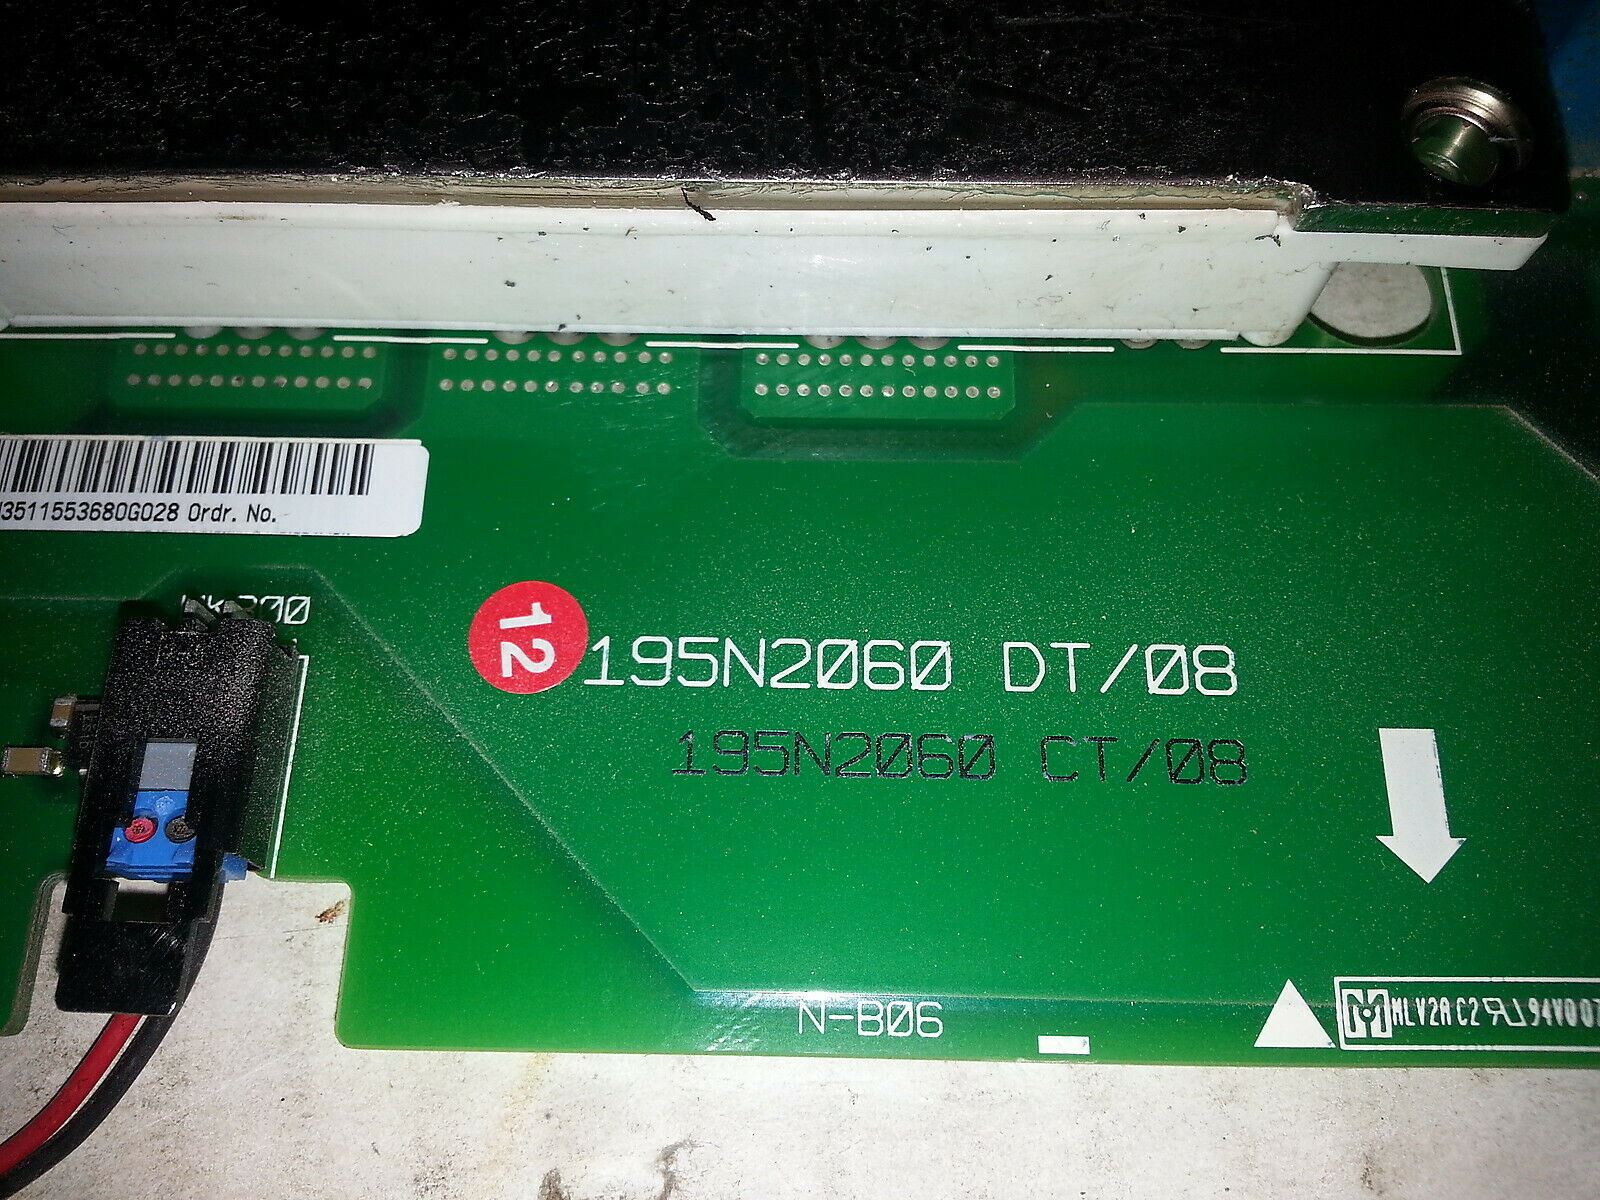 3511553680G028 Ordr. No.
12
195N2060 DT/08
195N2060 CT/08
N-B06
M MLV2A C2 94V0